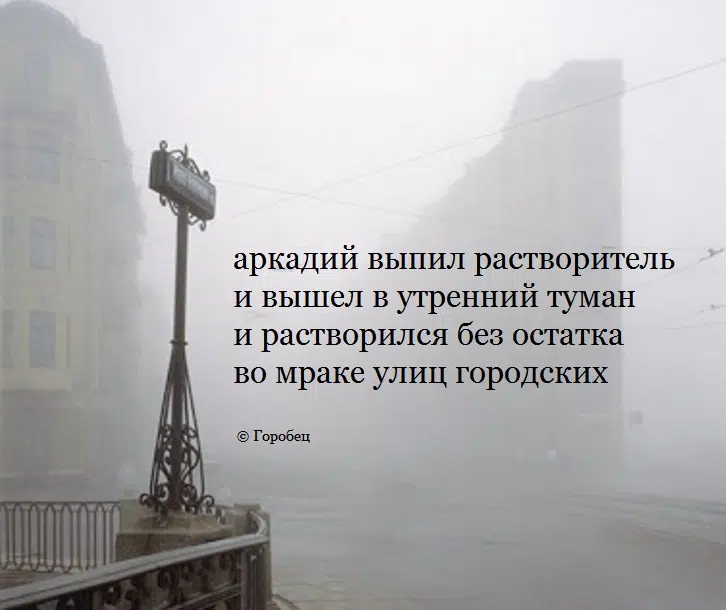 аркадий выпил растворитель
и вышел в утренний туман
и растворился без остатка
во мраке улиц городских
© Горобец